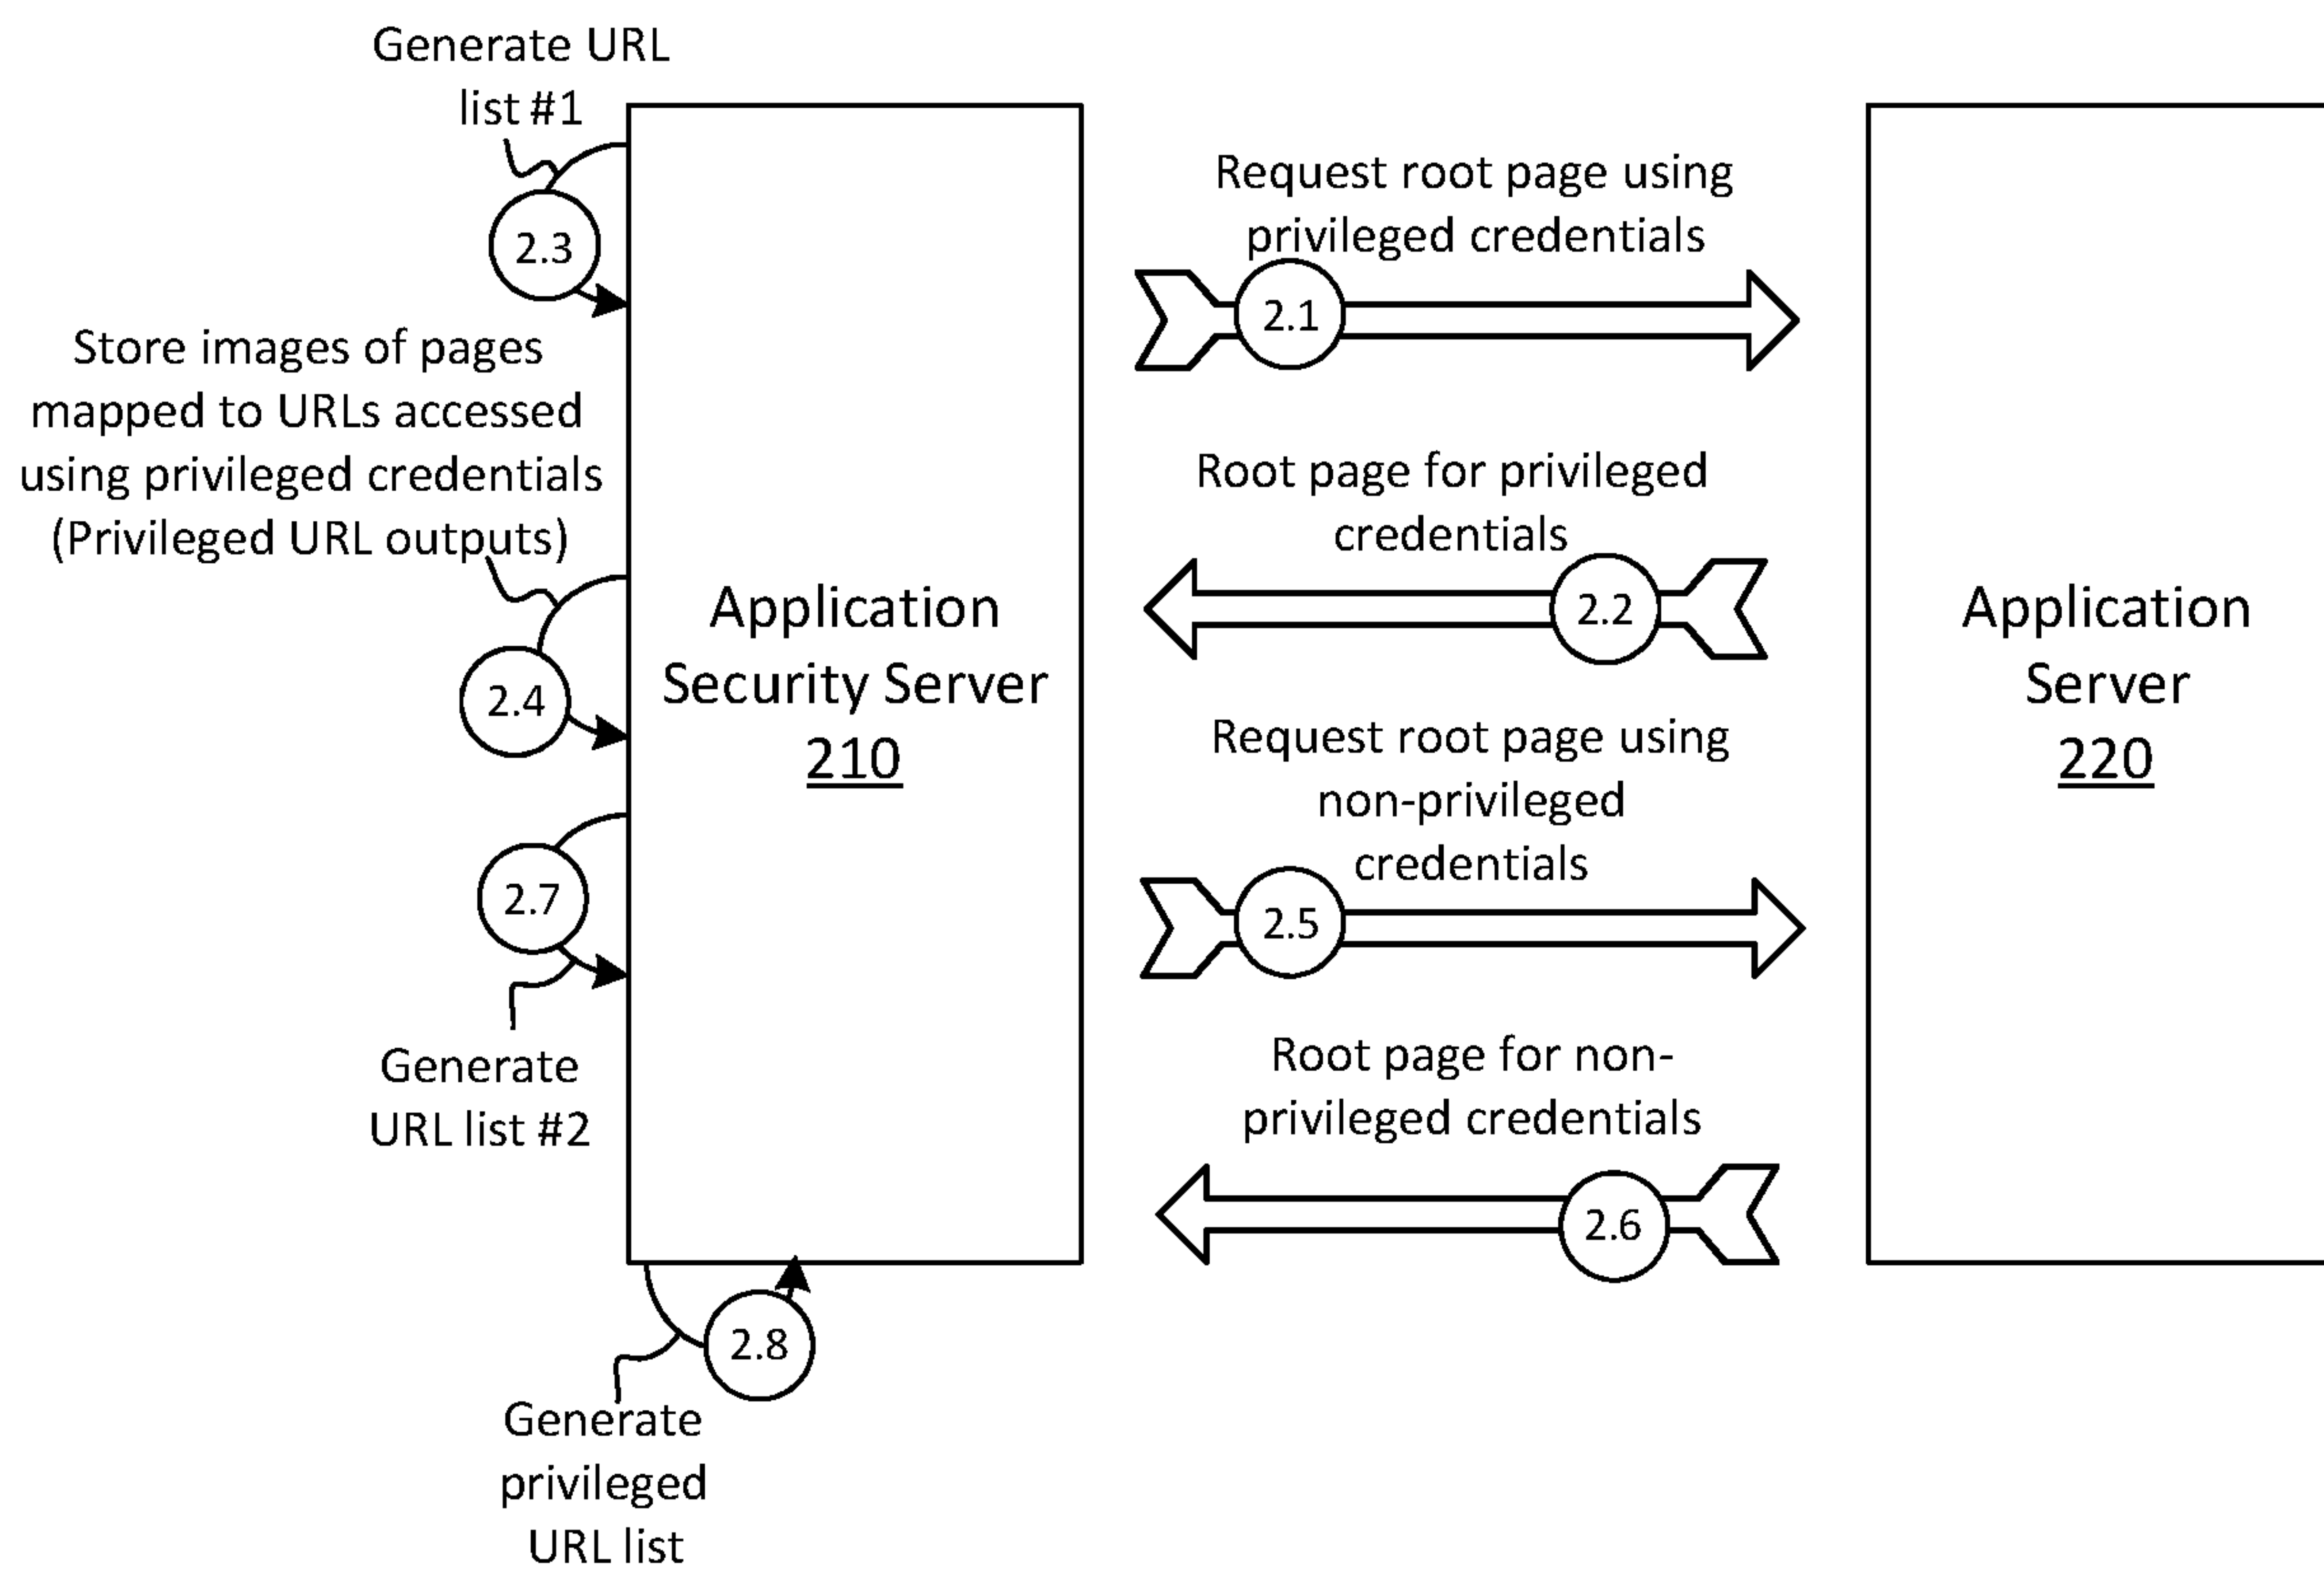 Generate URL
list #1
2.3
Store images of pages
mapped to URLs accessed
using privileged credentials
(Privileged URL outputs)
2.4
2.7
Generate
URL list #2
Application
Security Server
210
2.8
Generate
privileged
URL list
Request root page using
privileged credentials
2.1
Root page for privileged
credentials
2.2
Request root page using
non-privileged
credentials
2.5
Root page for non-
privileged credentials
2.6
Application
Server
220